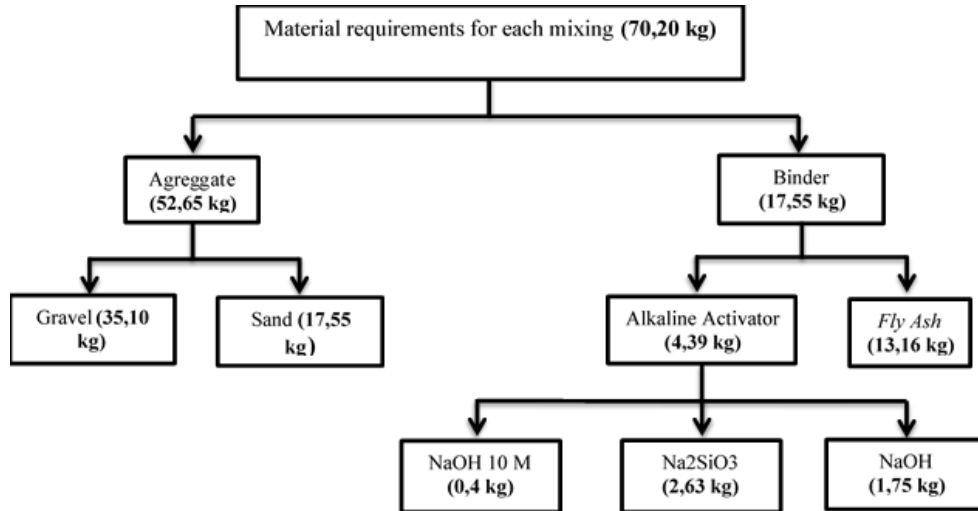 Material requirements for each mixing (70,20 kg)
Agreggate
(52,65 kg)
Binder
(17,55 kg)
Gravel (35,10
kg)
Sand (17,55
kg)
Alkaline Activator
(4,39 kg)
Fly Ash
(13,16 kg)
NaOH 10 M
(0,4 kg)
Na2SiO3
(2,63 kg)
NaOH
(1,75 kg)